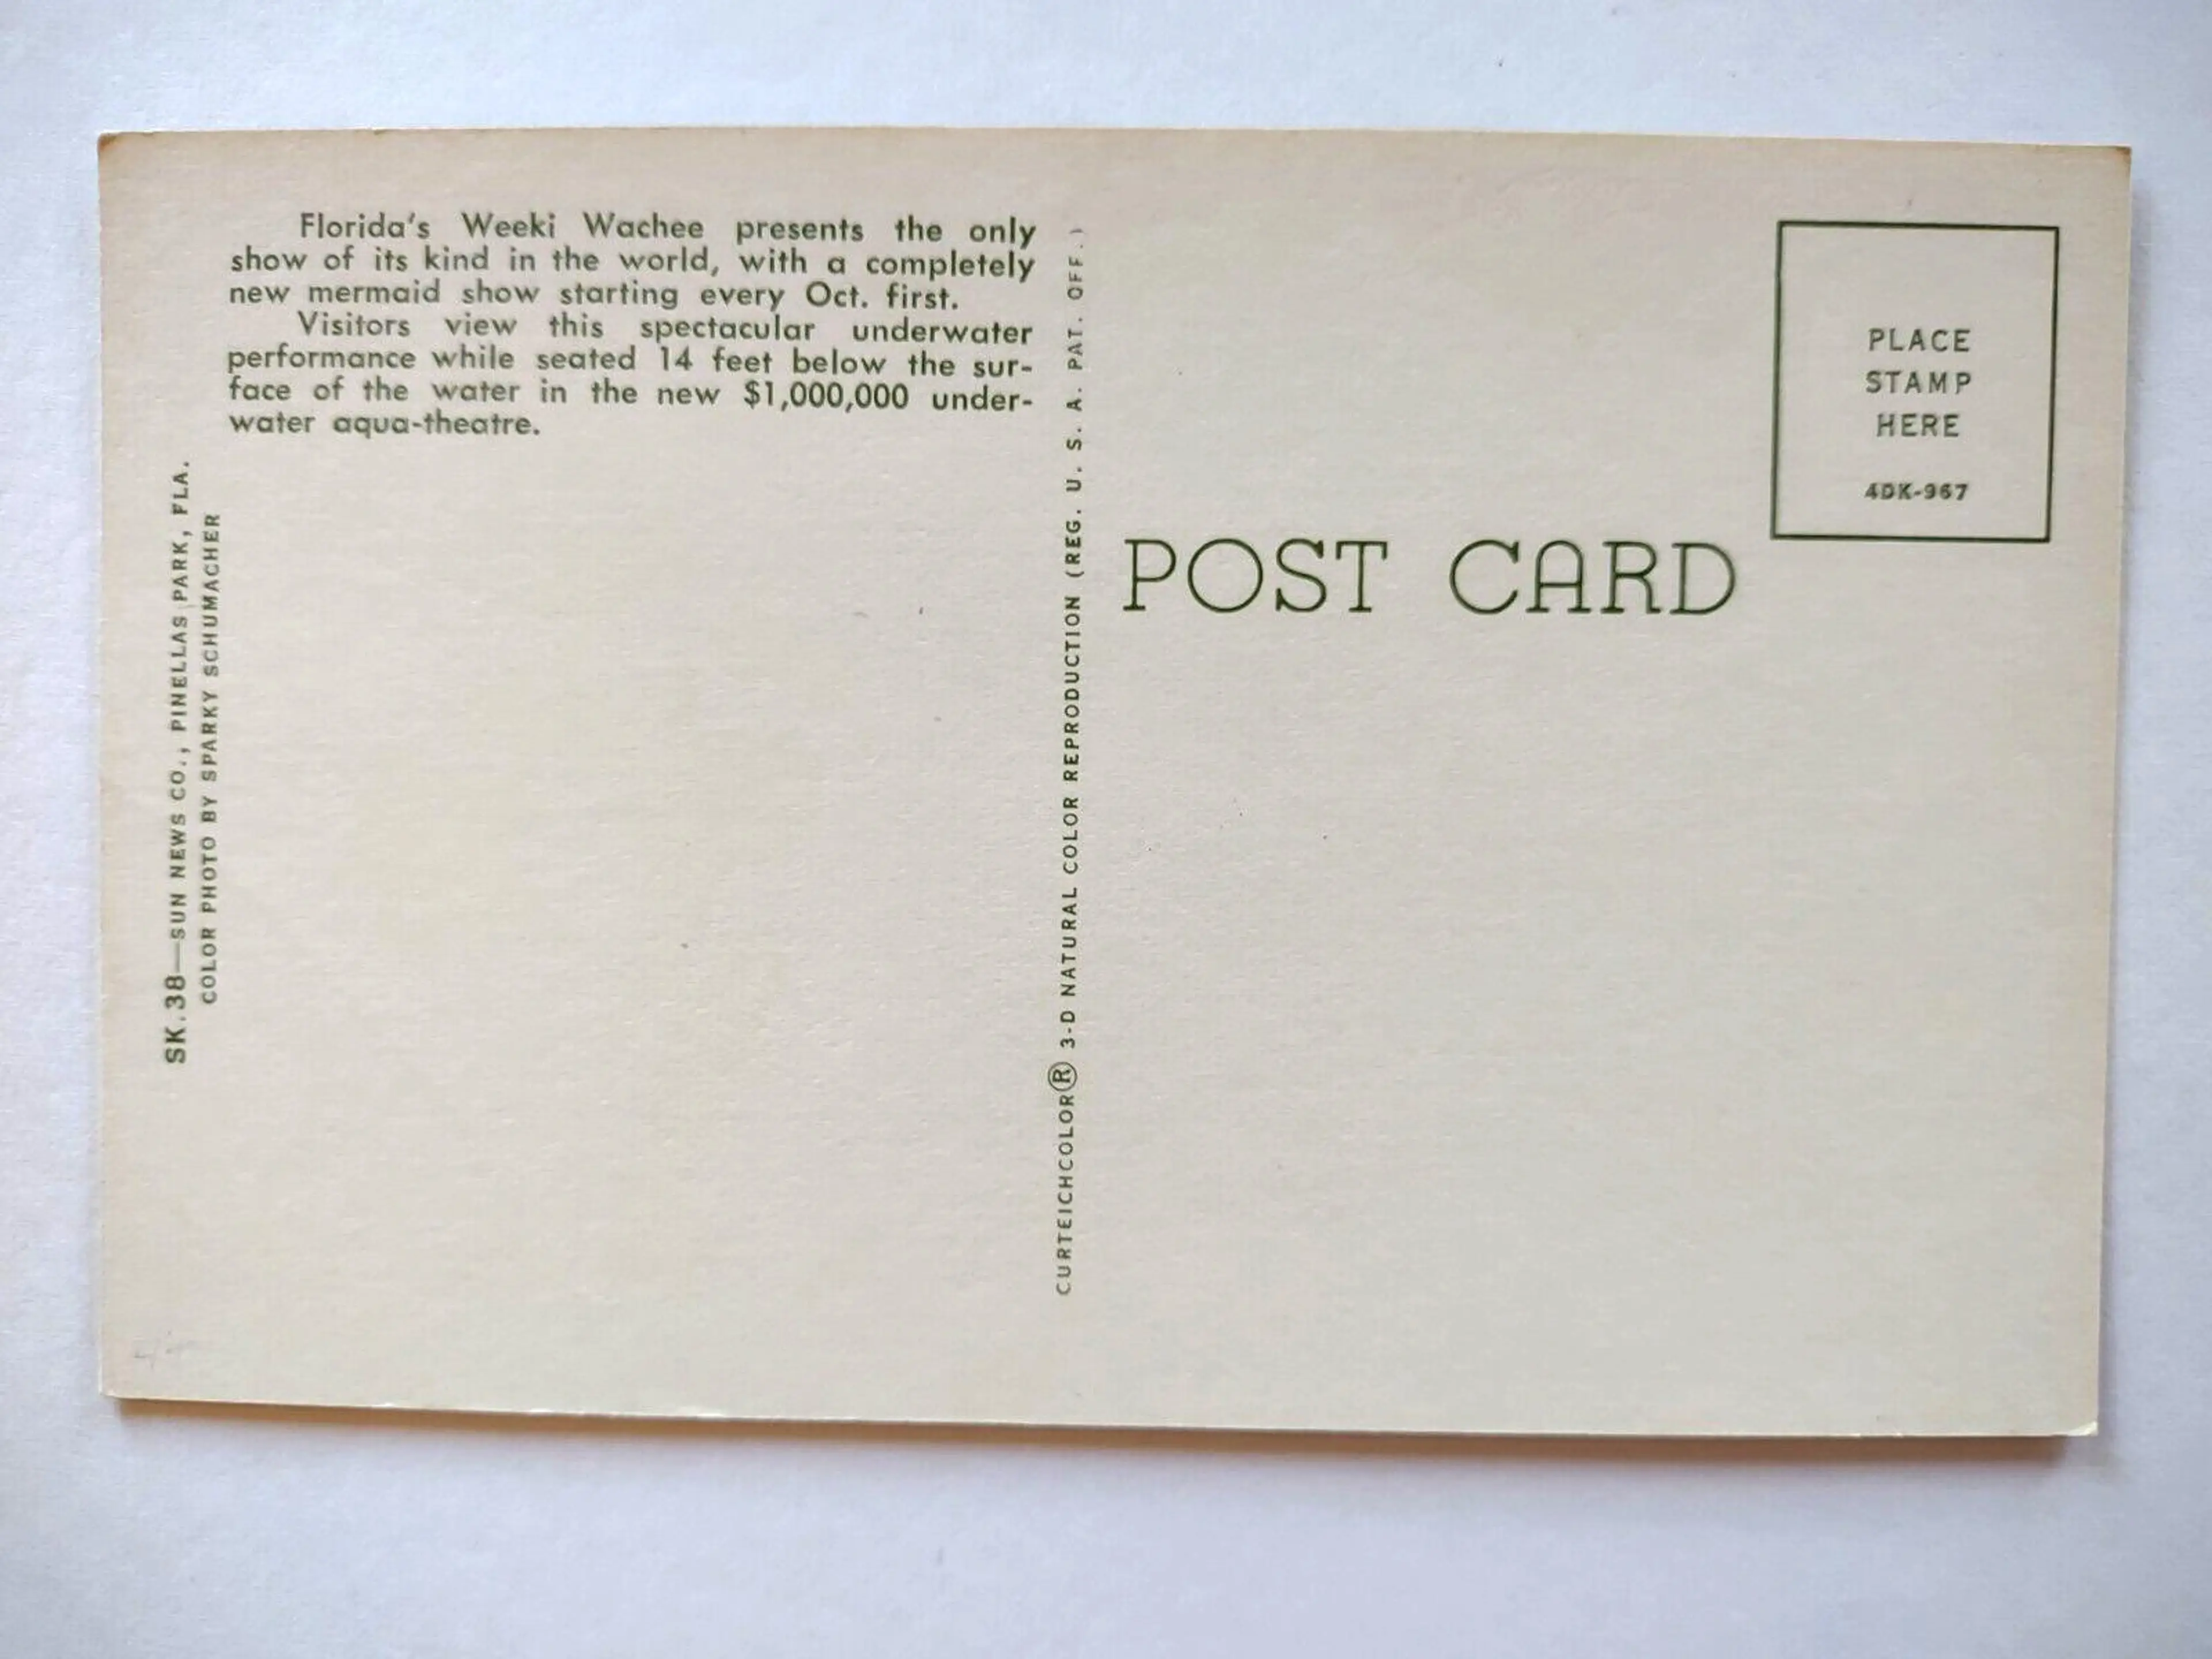 Florida's Weeki Wachee presents the only
show of its kind in the world, with a completely
new mermaid show starting every Oct. first.
Visitors view this spectacular underwater
performance while seated 14 feet below the sur-
face of the water in the new $1,000,000 under-
water aqua-theatre.
SK.38—SUN NEWS CO., PINELLAS PARK, FLA.
COLOR PHOTO BY SPARKY SCHUMACHER
CURTEICHCOLOR® 3-D NATURAL COLOR REPRODUCTION (REG. U. S. A. PAT. OFF.)
POST CARD
PLACE
STAMP
HERE
4DK-967